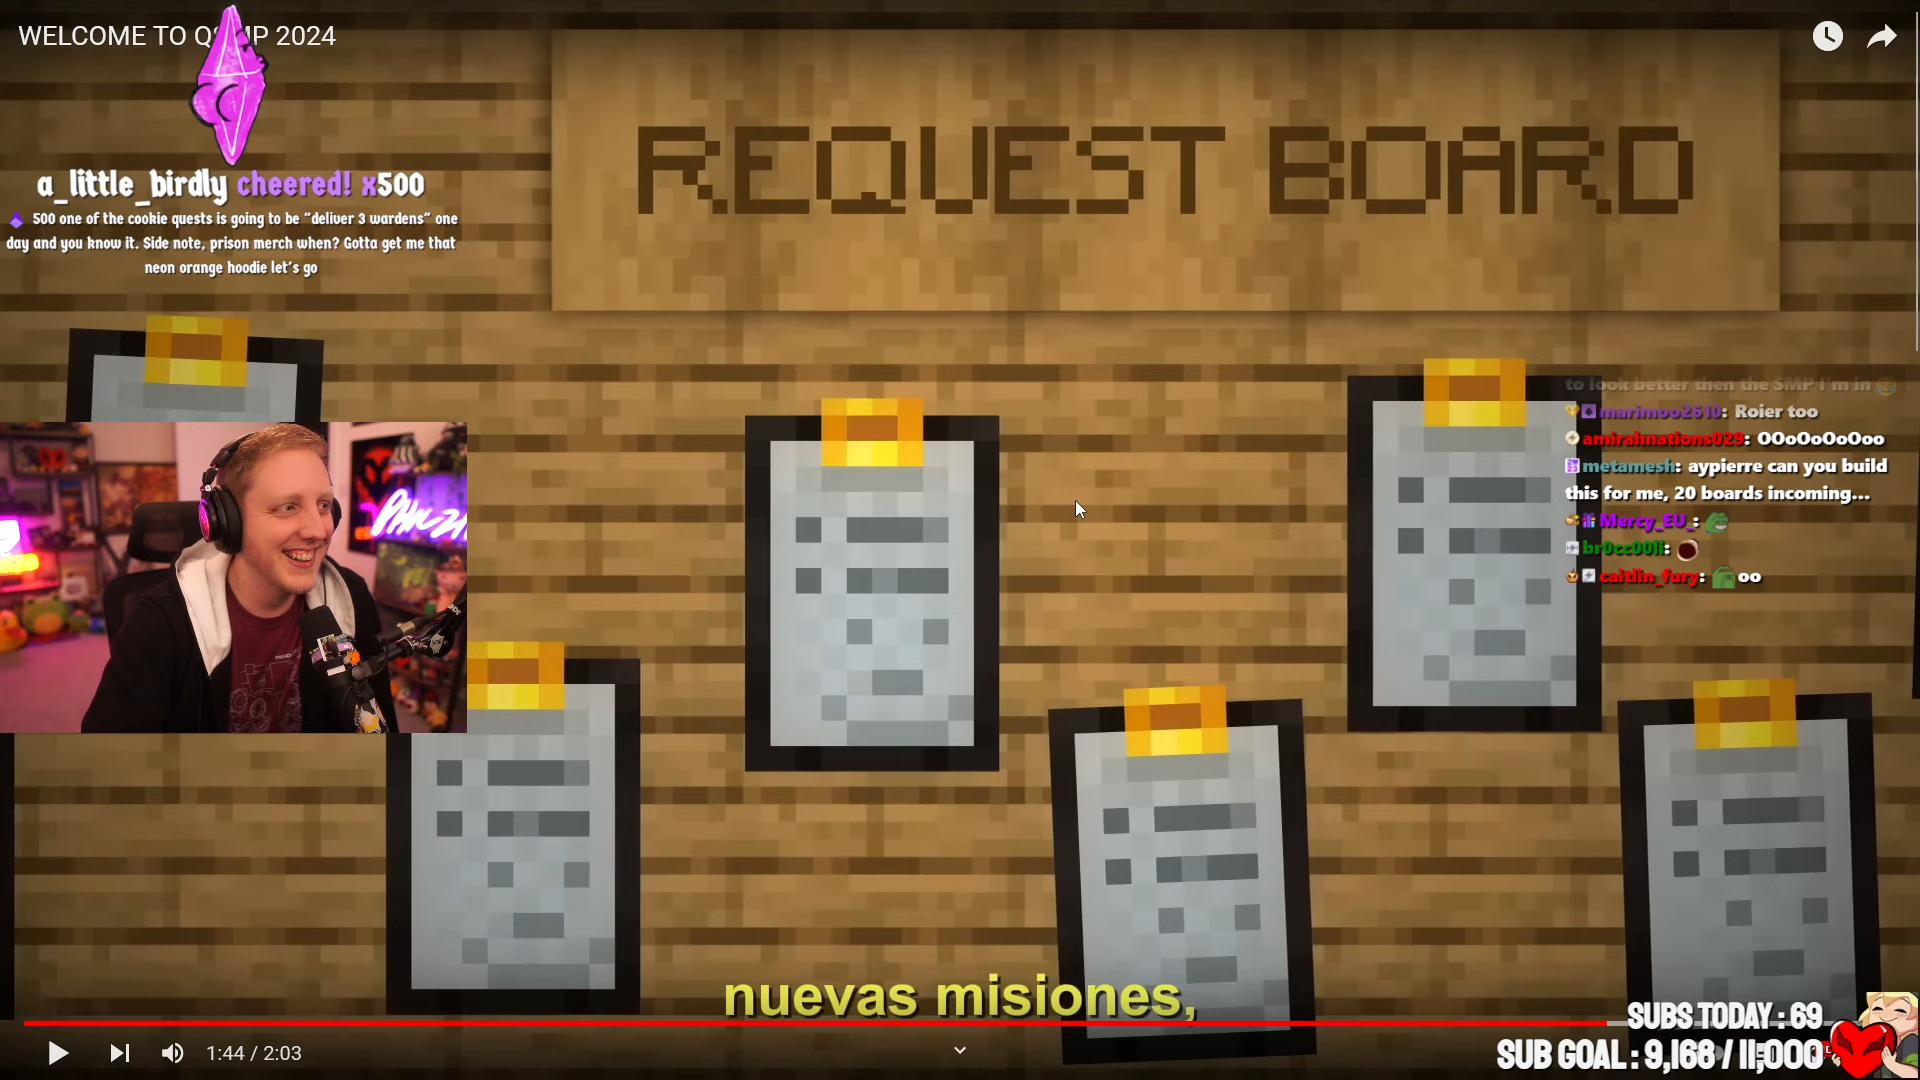 WELCOME TO QSMP 2024
a_little_birdly cheered! x500
500 one of the cookie quests is going to be "deliver 3 wardens" one
day and you know it. Side note, prison merch when? Gotta get me that
neon orange hoodie let's go
REQUEST BOARD
to look better then the SMP I'm in
marimoo2610: Roier too
amirahnations029: OOoOoOoOoo
metamesh: aypierre can you build
this for me, 20 boards incoming...
Mercy_EU_:
br0cc00li:
caitlin_fury: oo
nuevas misiones,
1:44 / 2:03
SUBS TODAY : 69
SUB GOAL : 9,168 / 11,000